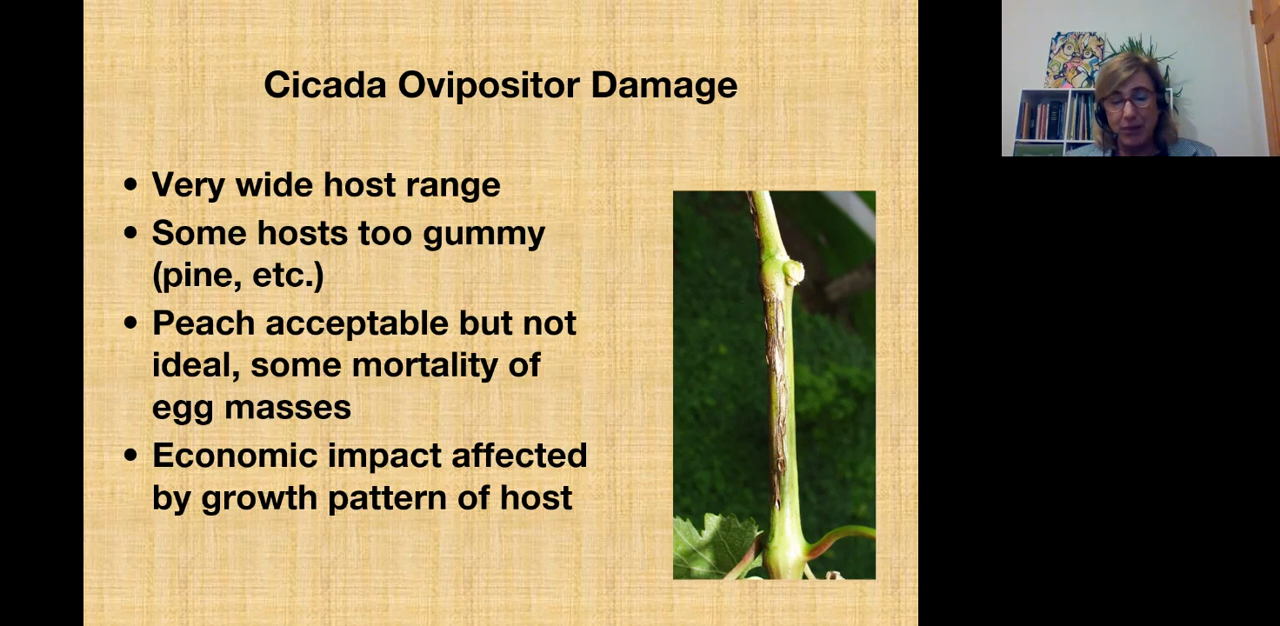 Cicada Ovipositor Damage
• Very wide host range
• Some hosts too gummy
(pine, etc.)
• Peach acceptable but not
ideal, some mortality of
egg masses
• Economic impact affected
by growth pattern of host